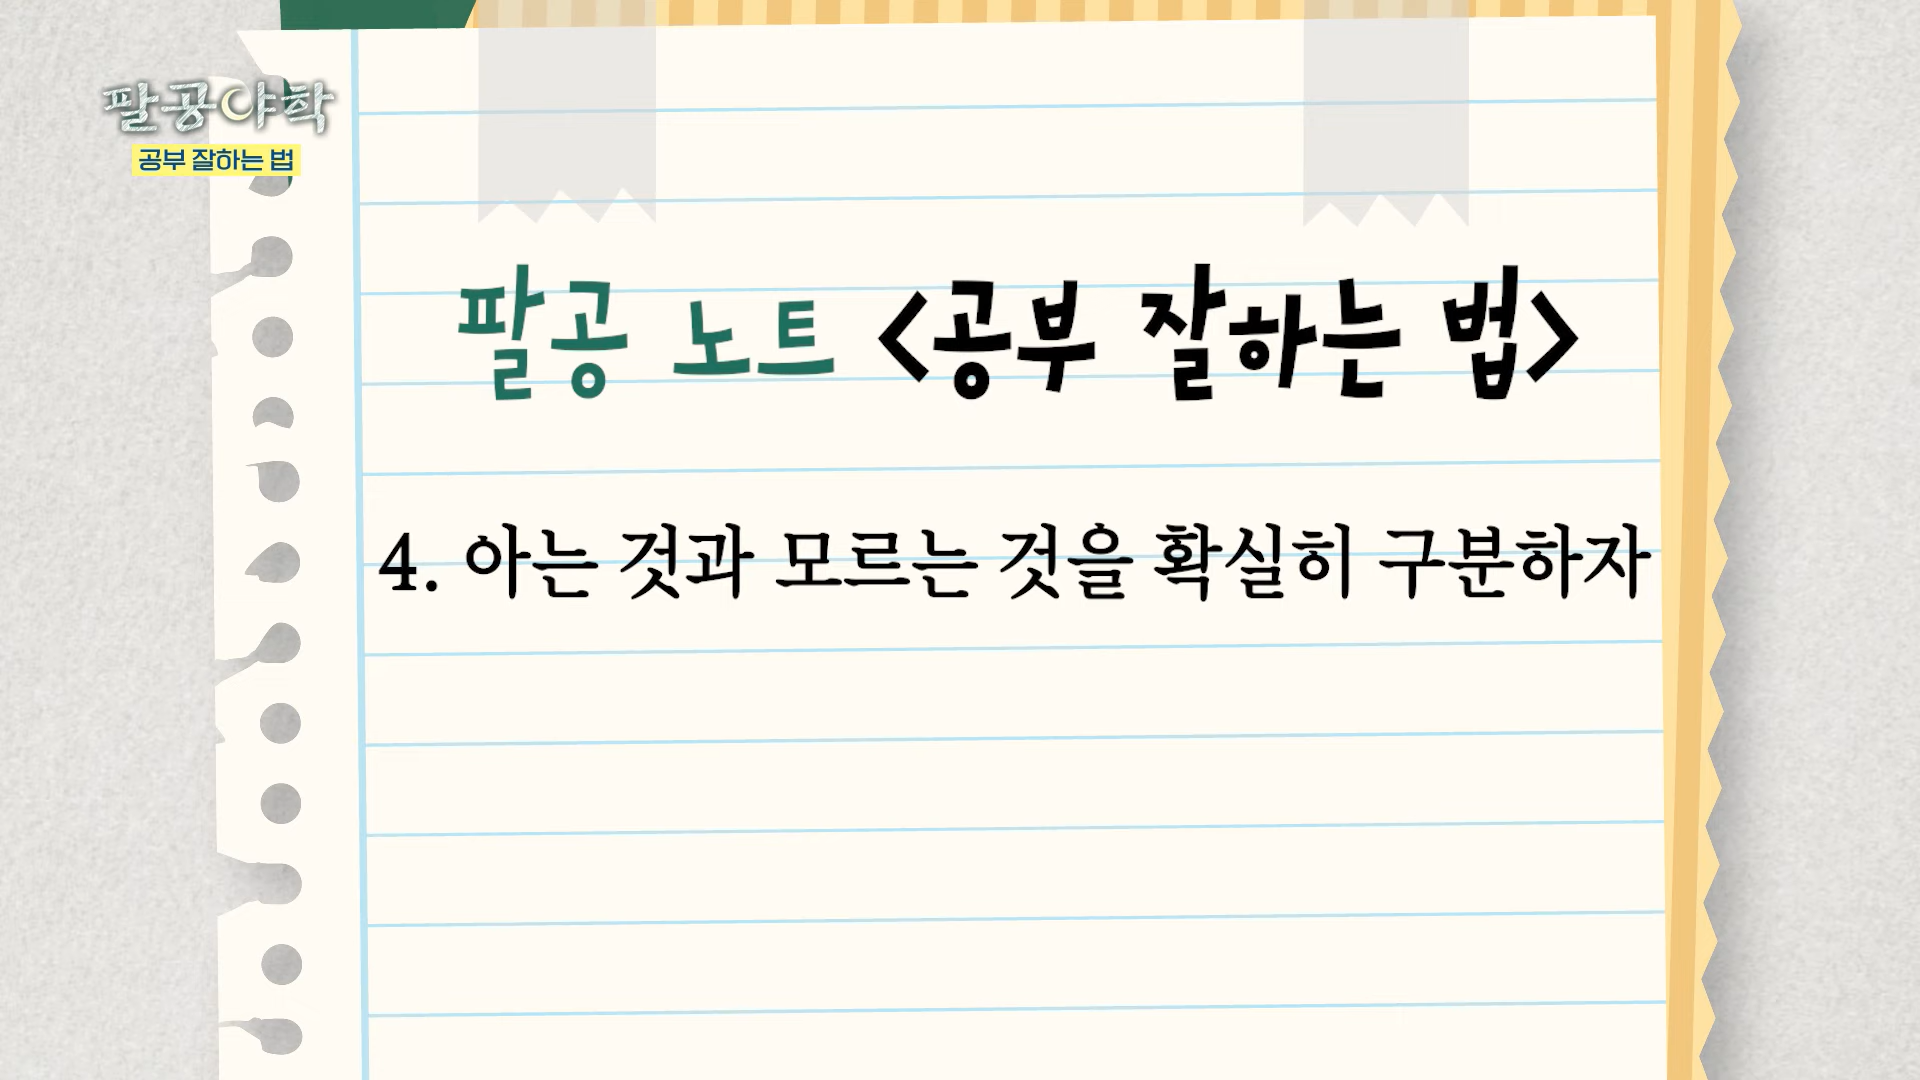 팔공야학
공부 잘하는 법
팔공 노트 <공부 잘하는 법>
4. 아는 것과 모르는 것을 확실히 구분하자